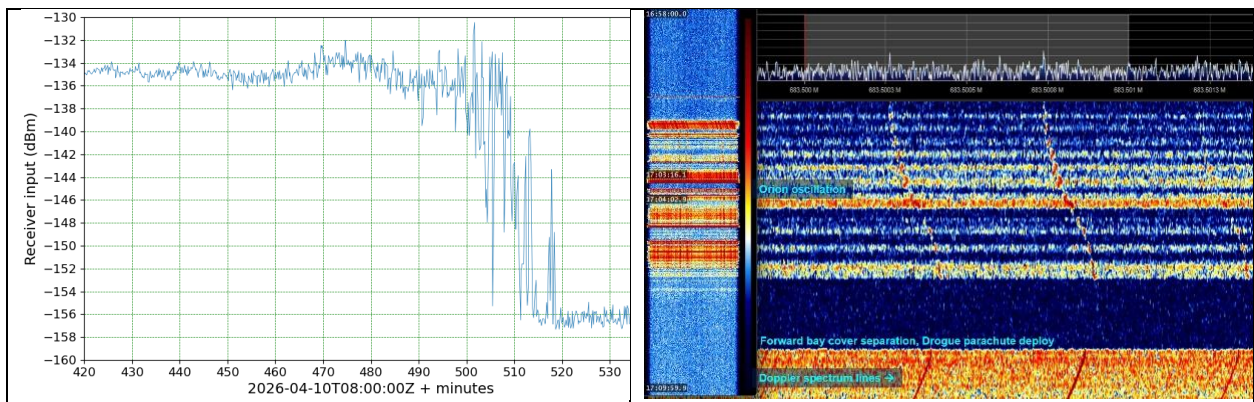 Receiver input (dBm)
−130
−132
−134
−136
−138
−140
−142
−144
−146
−148
−150
−152
−154
−156
−158
−160
420 430 440 450 460 470 480 490 500 510 520 530
2026-04-10T08:00:00Z + minutes
16:58:00.0
17:03:16.1
17:04:02.9
17:09:59.9
683.500 M 683.5003 M 683.5005 M 683.5008 M 683.501 M 683.5013 M
Orion oscillation
Forward bay cover separation, Drogue parachute deploy
Doppler spectrum lines →